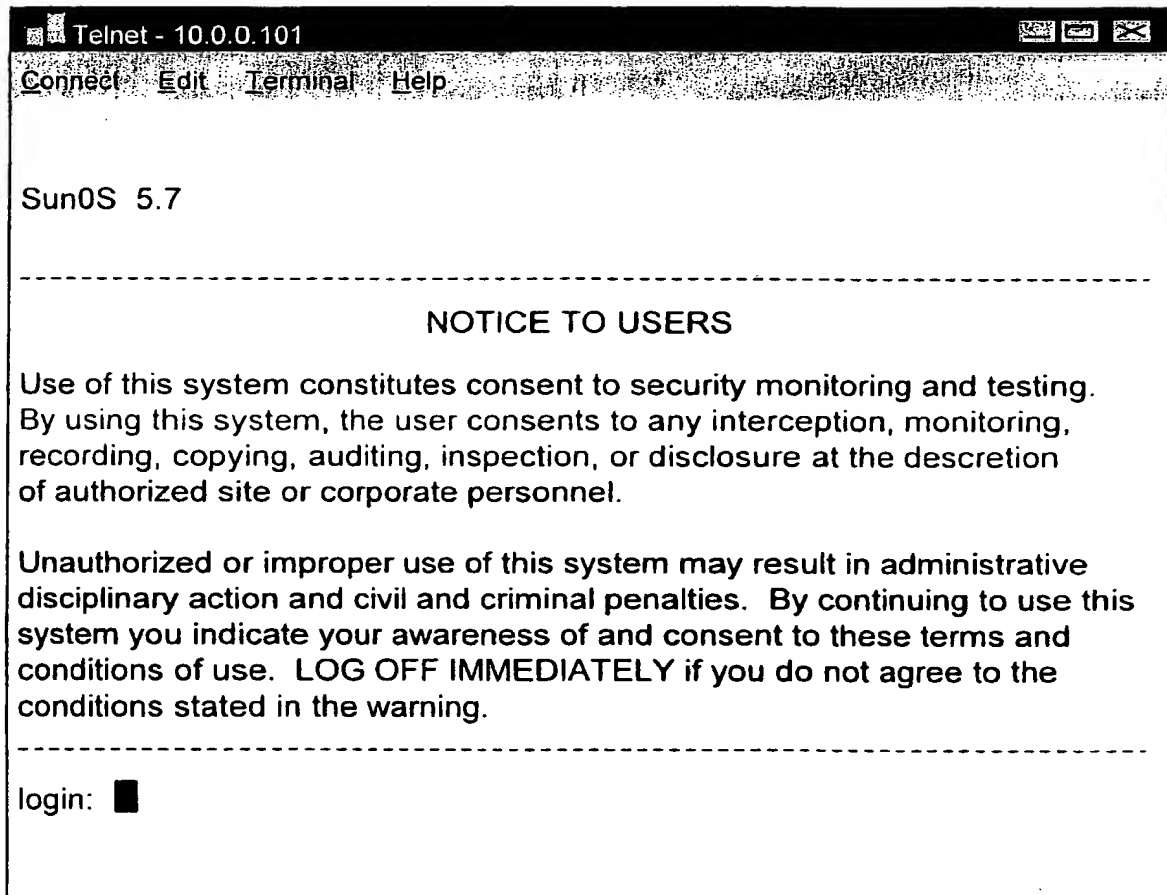 Telnet - 10.0.0.101
Connect Edit Terminal Help
Sun0S 5.7
------------------------------------------------------------------------
NOTICE TO USERS
Use of this system constitutes consent to security monitoring and testing.
By using this system, the user consents to any interception, monitoring,
recording, copying, auditing, inspection, or disclosure at the descretion
of authorized site or corporate personnel.
Unauthorized or improper use of this system may result in administrative
disciplinary action and civil and criminal penalties. By continuing to use this
system you indicate your awareness of and consent to these terms and
conditions of use. LOG OFF IMMEDIATELY if you do not agree to the
conditions stated in the warning.
------------------------------------------------------------------------
login: